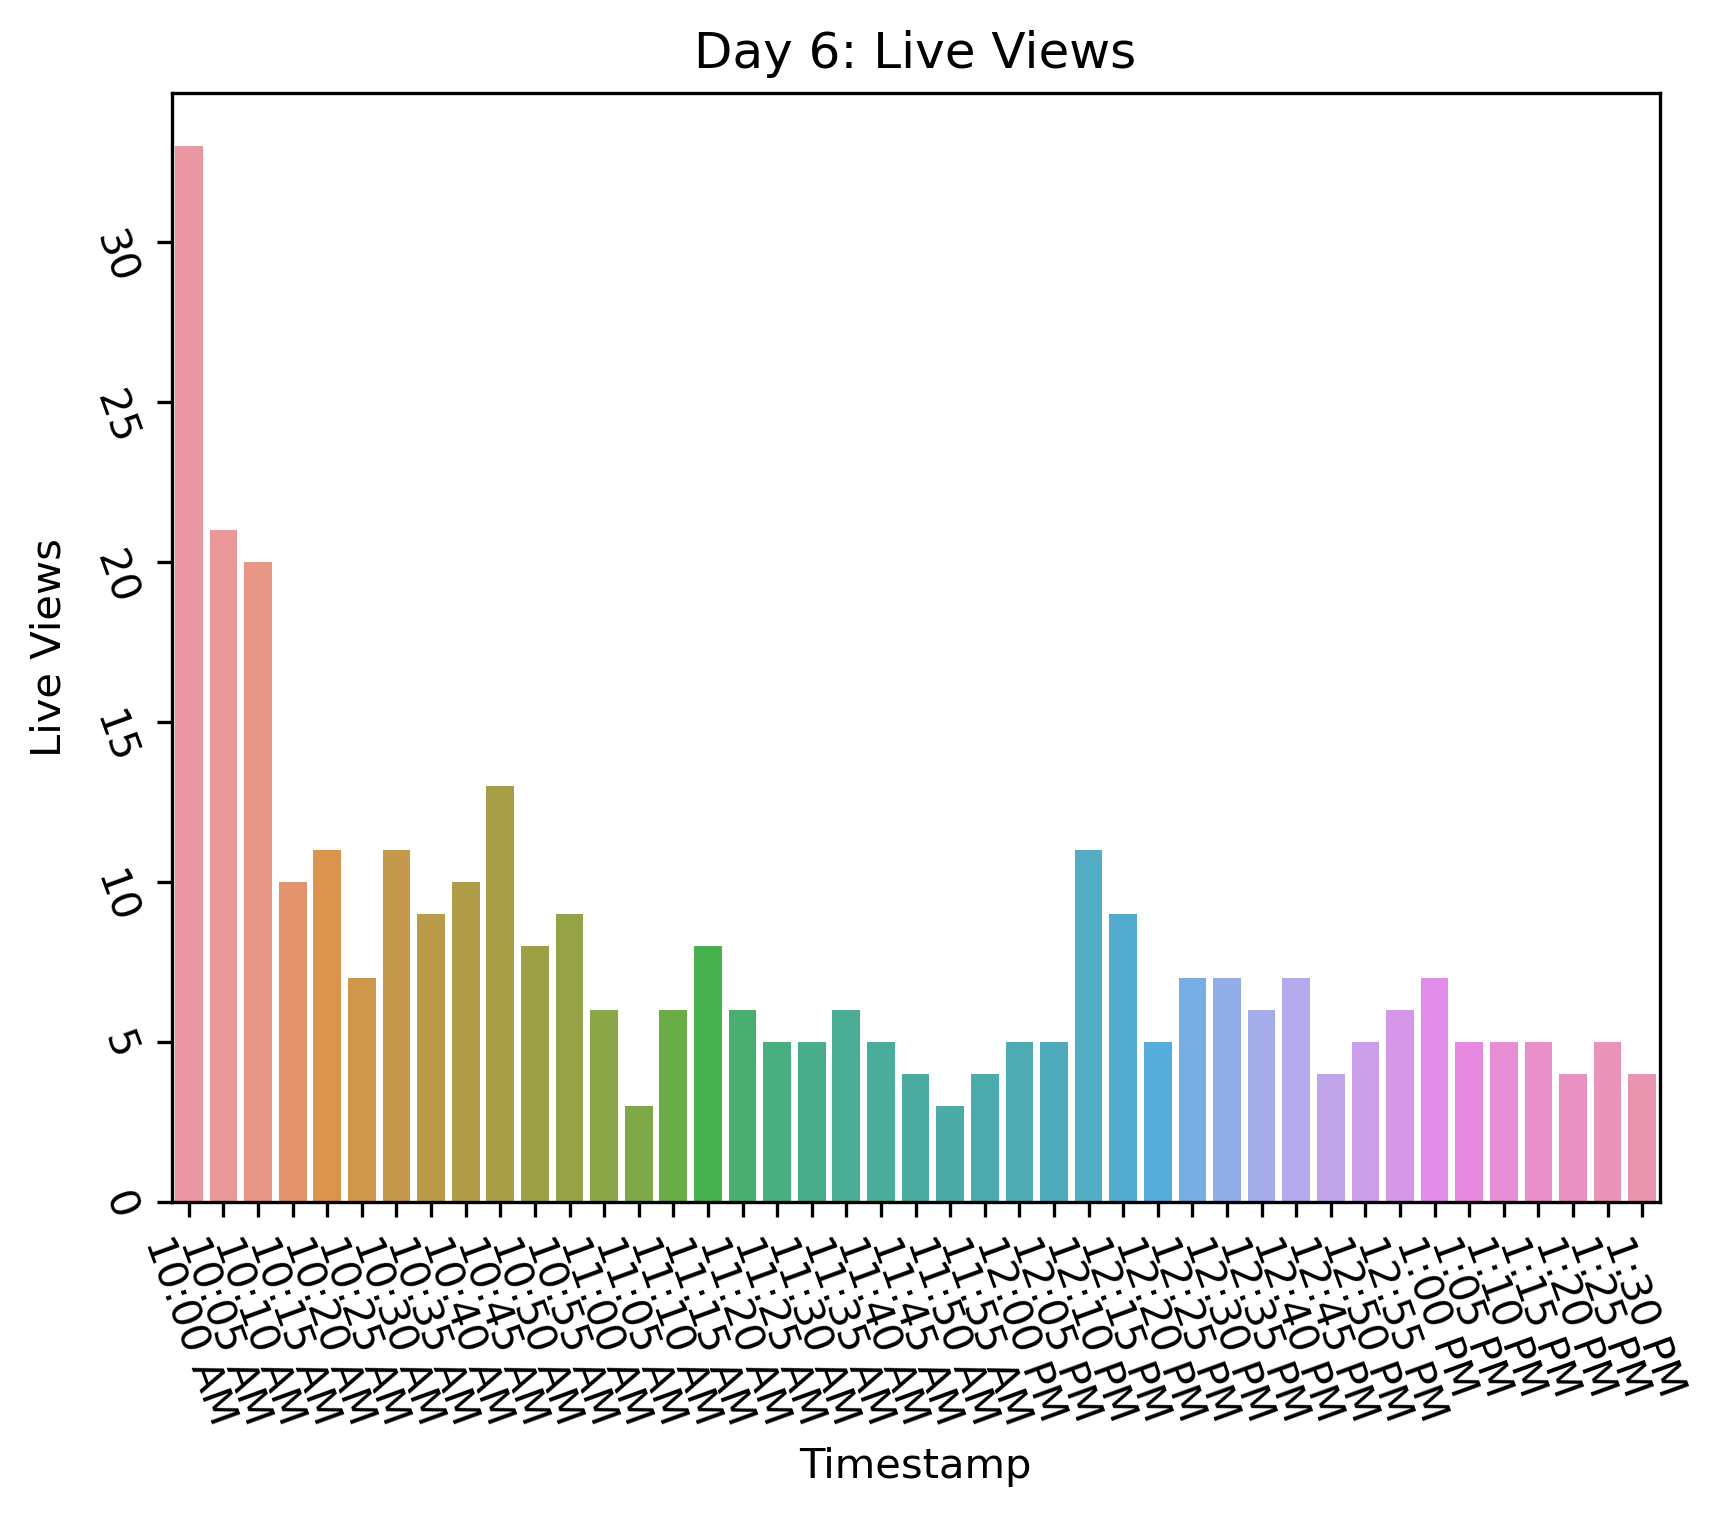 Day 6: Live Views
Live Views
30
25
20
15
10
5
0
10:00 AM
10:05 AM
10:10 AM
10:15 AM
10:20 AM
10:25 AM
10:30 AM
10:35 AM
10:40 AM
10:45 AM
10:50 AM
10:55 AM
11:00 AM
11:05 AM
11:10 AM
11:15 AM
11:20 AM
11:25 AM
11:30 AM
11:35 AM
11:40 AM
11:45 AM
11:50 AM
11:55 AM
12:00 PM
12:05 PM
12:10 PM
12:15 PM
12:20 PM
12:25 PM
12:30 PM
12:35 PM
12:40 PM
12:45 PM
12:50 PM
12:55 PM
1:00 PM
1:05 PM
1:10 PM
1:15 PM
1:20 PM
1:25 PM
1:30 PM
Timestamp